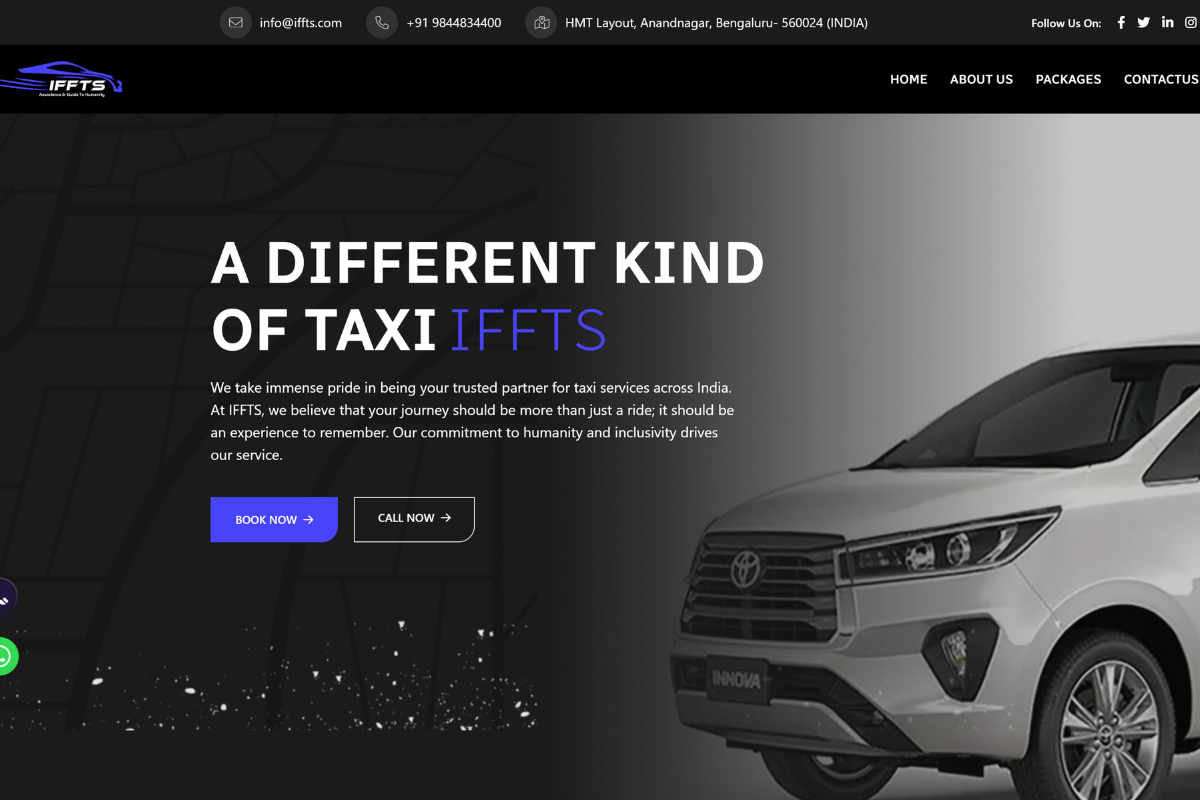 info@iffts.com
+91 9844834400
HMT Layout, Anandnagar, Bengaluru- 560024 (INDIA)
Follow Us On:
IFFTS
Assistance & Guide To Humanity
HOME
ABOUT US
PACKAGES
CONTACTUS
A DIFFERENT KIND
OF TAXI IFFTS
We take immense pride in being your trusted partner for taxi services across India.
At IFFTS, we believe that your journey should be more than just a ride; it should be
an experience to remember. Our commitment to humanity and inclusivity drives
our service.
BOOK NOW
CALL NOW
INNOVA